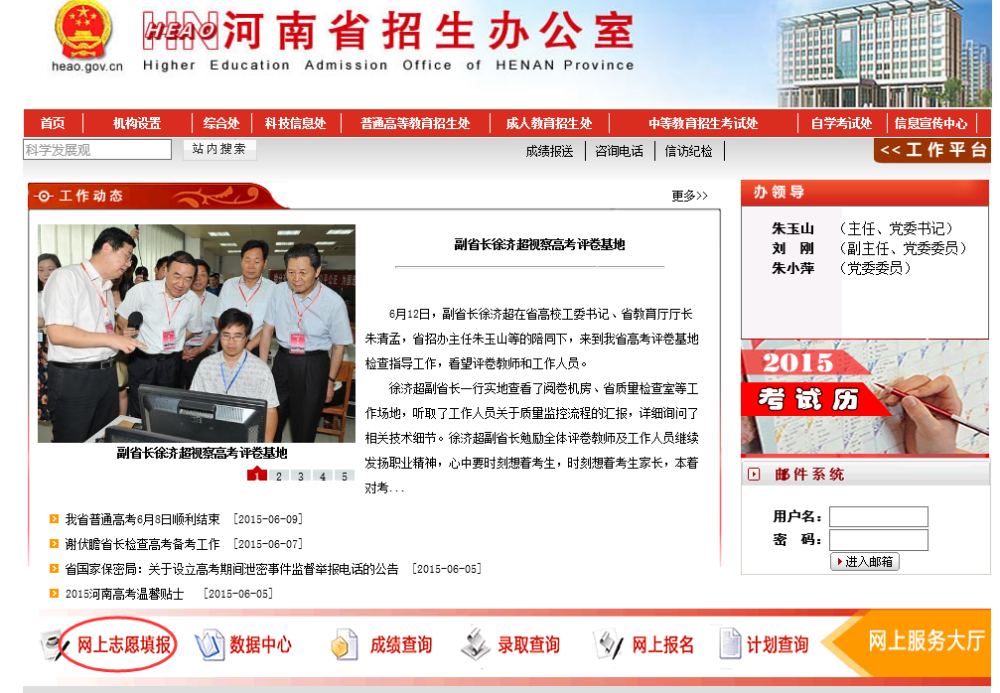 HNHEAO 河南省招生办公室
heao.gov.cn Higher Education Admission Office of HENAN Province
首页 机构设置 综合处 科技信息处 普通高等教育招生处 成人教育招生处 中等教育招生考试处 自学考试处 信息宣传中心
科学发展观 站内搜索 成绩报送 咨询电话 信访纪检 <<工作平台
工作动态 更多>>
副省长徐济超视察高考评卷基地
6月12日，副省长徐济超在省高校工委书记、省教育厅厅长
朱清孟，省招办主任朱玉山等的陪同下，来到我省高考评卷基地
检查指导工作，看望评卷教师和工作人员。
徐济超副省长一行实地查看了阅卷机房、省质量检查室等工
作场地，听取了工作人员关于质量监控流程的汇报，详细询问了
相关技术细节。徐济超副省长勉励全体评卷教师及工作人员继续
发扬职业精神，心中要时刻想着考生，时刻想着考生家长，本着
对考...
副省长徐济超视察高考评卷基地
1 2 3 4 5
我省普通高考6月8日顺利结束 [2015-06-09]
谢伏瞻省长检查高考备考工作 [2015-06-07]
省国家保密局：关于设立高考期间泄密事件监督举报电话的公告 [2015-06-05]
2015河南高考温馨贴士 [2015-06-05]
办领导
朱玉山 （主任、党委书记）
刘 刚 （副主任、党委委员）
朱小萍 （党委委员）
2015
考试历
邮件系统
用户名：
密 码：
进入邮箱
网上志愿填报 数据中心 成绩查询 录取查询 网上报名 计划查询 网上服务大厅